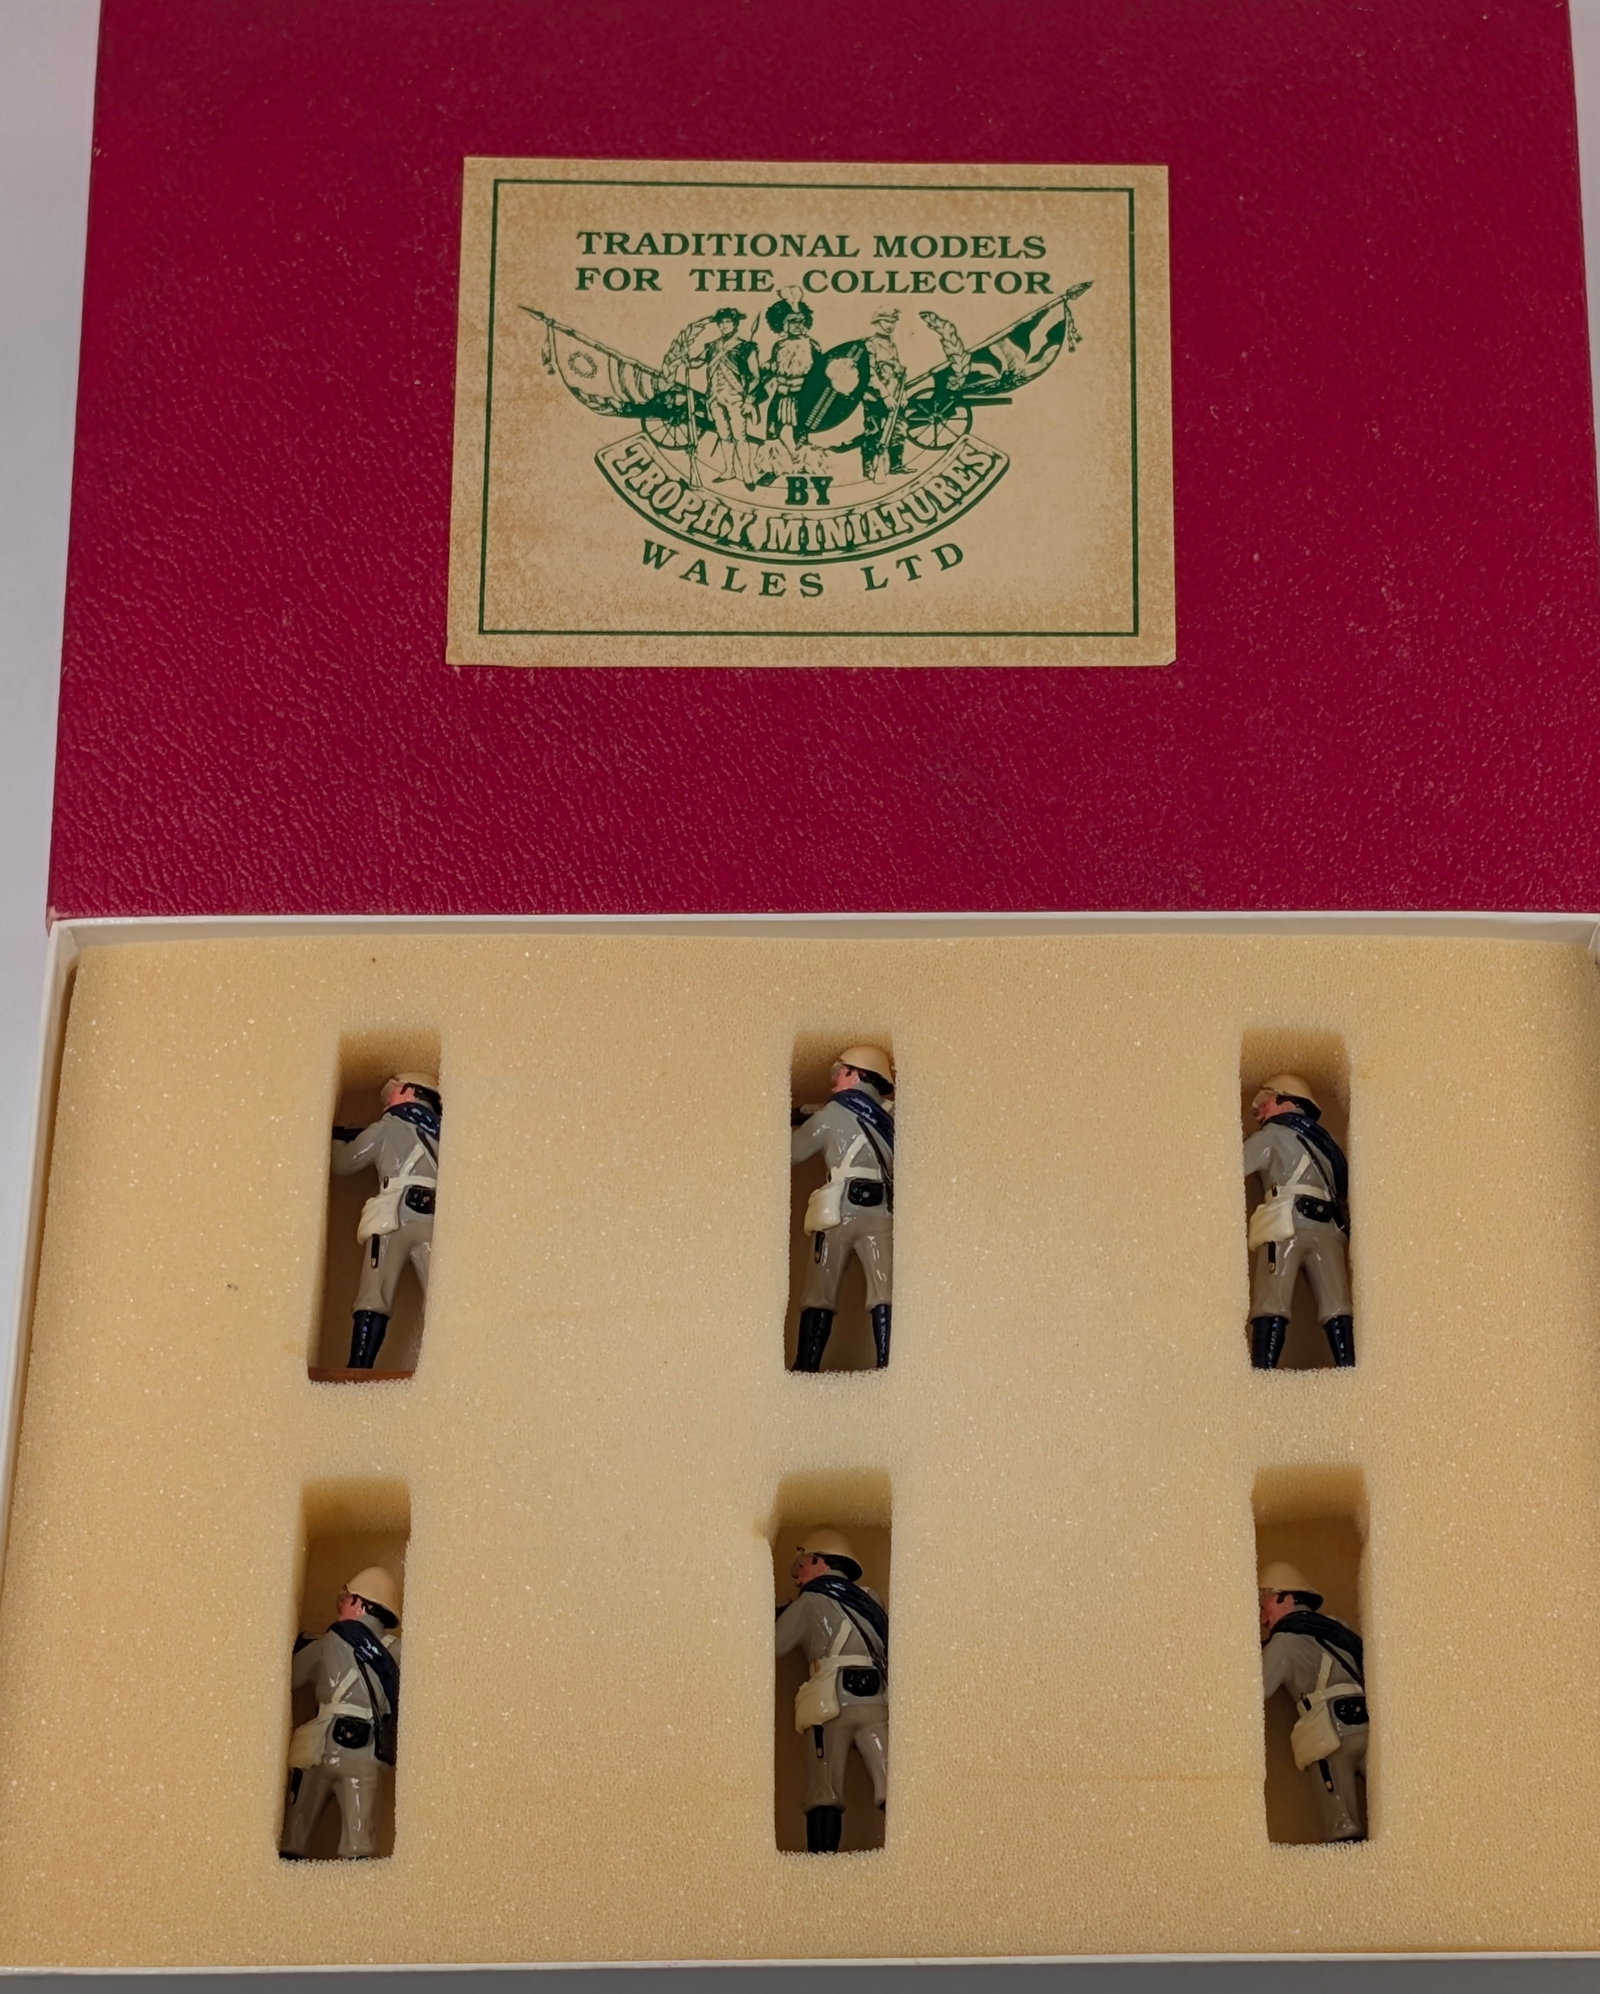 TRADITIONAL MODELS
FOR THE COLLECTOR
BY
TROPHY MINIATURES
WALES LTD